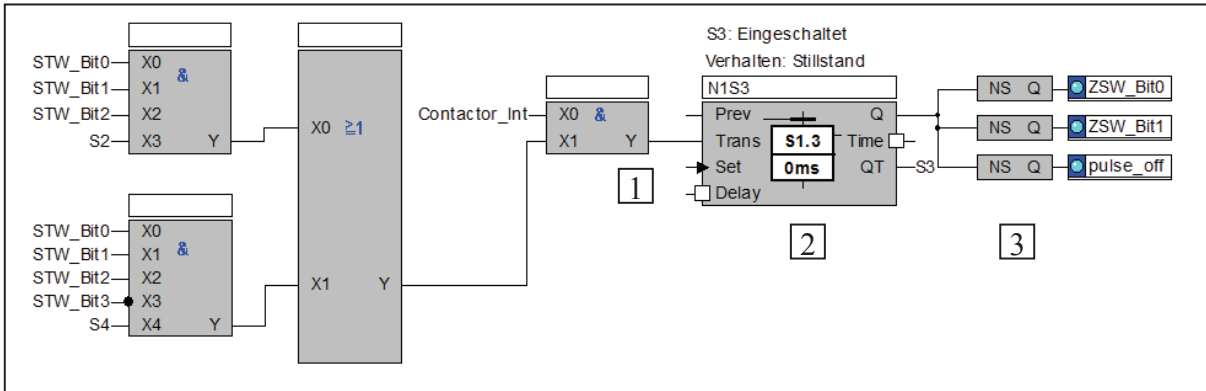 S3: Eingeschaltet
Verhalten: Stillstand
STW_Bit0 X0 &
STW_Bit1 X1
STW_Bit2 X2
S2 X3 Y
X0 ≧1
X1 Y
STW_Bit0 X0 &
STW_Bit1 X1
STW_Bit2 X2
STW_Bit3 X3
S4 X4 Y
Contactor_Int X0 &
X1 Y
1
N1S3
Prev Q
Trans S1.3 Time
Set 0ms QT S3
Delay
2
NS Q ZSW_Bit0
NS Q ZSW_Bit1
NS Q pulse_off
3